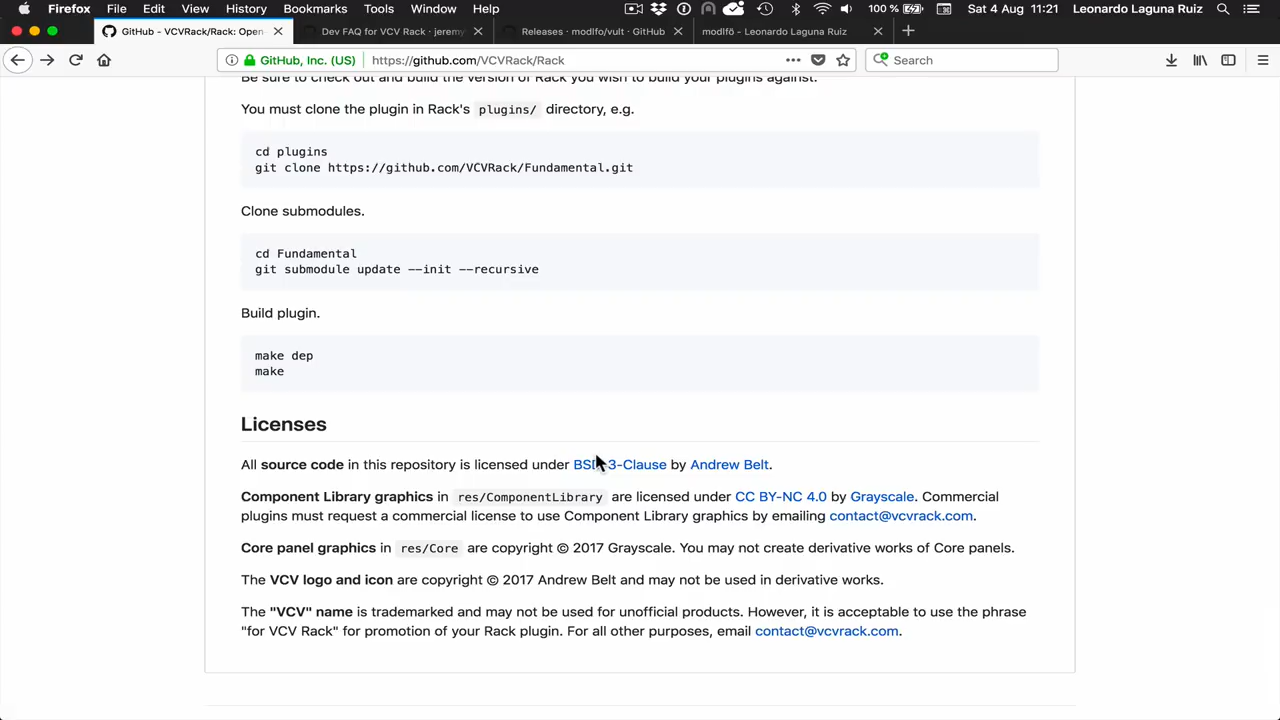 Firefox File Edit View History Bookmarks Tools Window Help 100 % Sat 4 Aug 11:21 Leonardo Laguna Ruiz
GitHub - VCVRack/Rack: Open- Dev FAQ for VCV Rack · jeremy Releases · modlfo/vult · GitHub modlfö - Leonardo Laguna Ruiz
GitHub, Inc. (US) https://github.com/VCVRack/Rack Search
Be sure to check out and build the version of Rack you wish to build your plugins against.
You must clone the plugin in Rack's plugins/ directory, e.g.
cd plugins
git clone https://github.com/VCVRack/Fundamental.git
Clone submodules.
cd Fundamental
git submodule update --init --recursive
Build plugin.
make dep
make
Licenses
All source code in this repository is licensed under BSD-3-Clause by Andrew Belt.
Component Library graphics in res/ComponentLibrary are licensed under CC BY-NC 4.0 by Grayscale. Commercial
plugins must request a commercial license to use Component Library graphics by emailing contact@vcvrack.com.
Core panel graphics in res/Core are copyright © 2017 Grayscale. You may not create derivative works of Core panels.
The VCV logo and icon are copyright © 2017 Andrew Belt and may not be used in derivative works.
The "VCV" name is trademarked and may not be used for unofficial products. However, it is acceptable to use the phrase
"for VCV Rack" for promotion of your Rack plugin. For all other purposes, email contact@vcvrack.com.